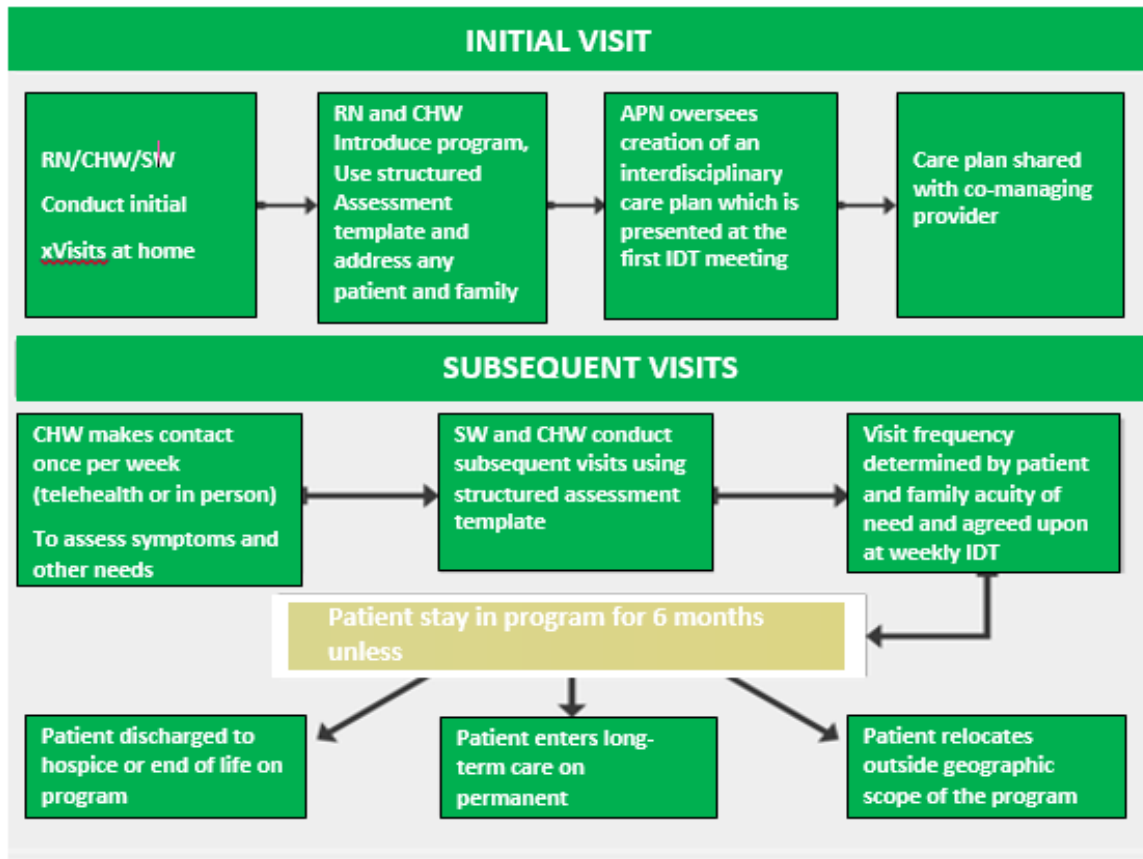 INITIAL VISIT
RN/CHW/SW
Conduct initial
xVisits at home
RN and CHW
Introduce program,
Use structured
Assessment
template and
address any
patient and family
APN oversees
creation of an
interdisciplinary
care plan which is
presented at the
first IDT meeting
Care plan shared
with co-managing
provider
SUBSEQUENT VISITS
CHW makes contact
once per week
(telehealth or in person)
To assess symptoms and
other needs
SW and CHW conduct
subsequent visits using
structured assessment
template
Visit frequency
determined by patient
and family acuity of
need and agreed upon
at weekly IDT
Patient stay in program for 6 months
unless
Patient discharged to
hospice or end of life on
program
Patient enters long-
term care on
permanent
Patient relocates
outside geographic
scope of the program